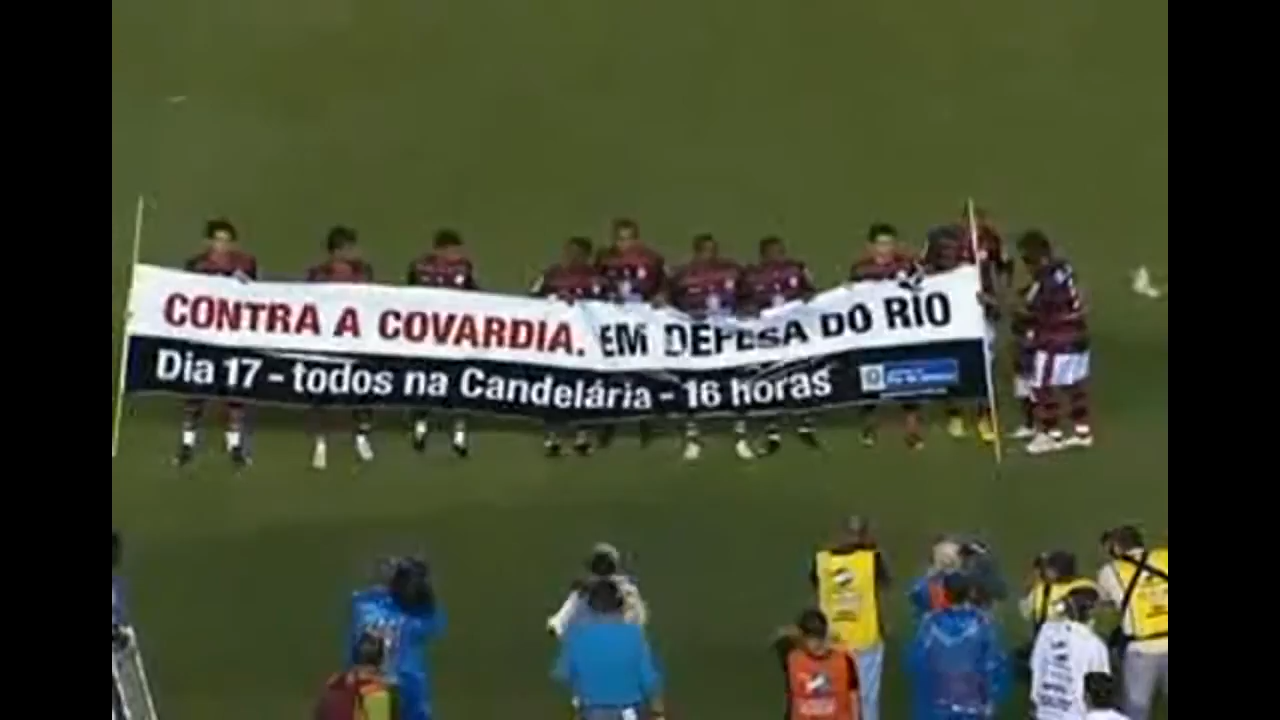 CONTRA A COVARDIA. EM DEFESA DO RIO
Dia 17 - todos na Candelária - 16 horas